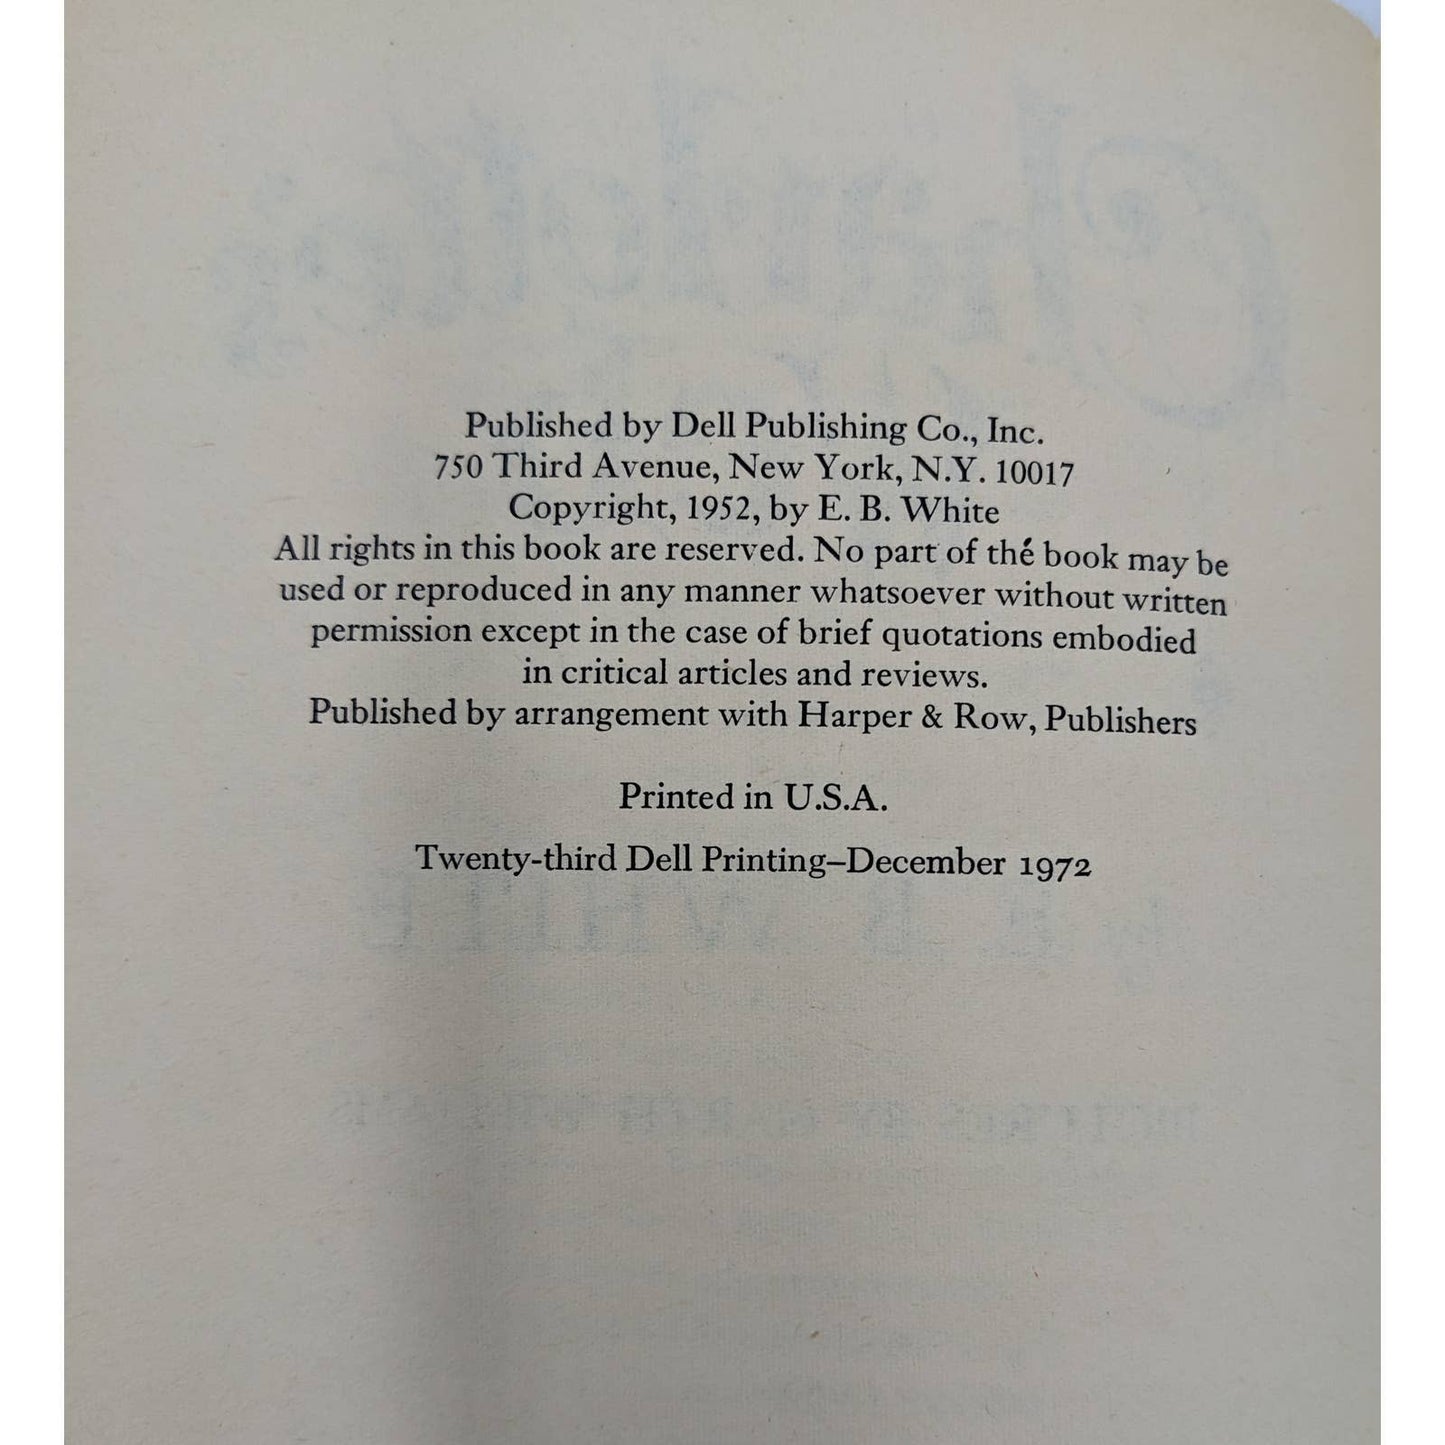 Published by Dell Publishing Co., Inc.
750 Third Avenue, New York, N.Y. 10017
Copyright, 1952, by E. B. White
All rights in this book are reserved. No part of the book may be
used or reproduced in any manner whatsoever without written
permission except in the case of brief quotations embodied
in critical articles and reviews.
Published by arrangement with Harper & Row, Publishers
Printed in U.S.A.
Twenty-third Dell Printing–December 1972